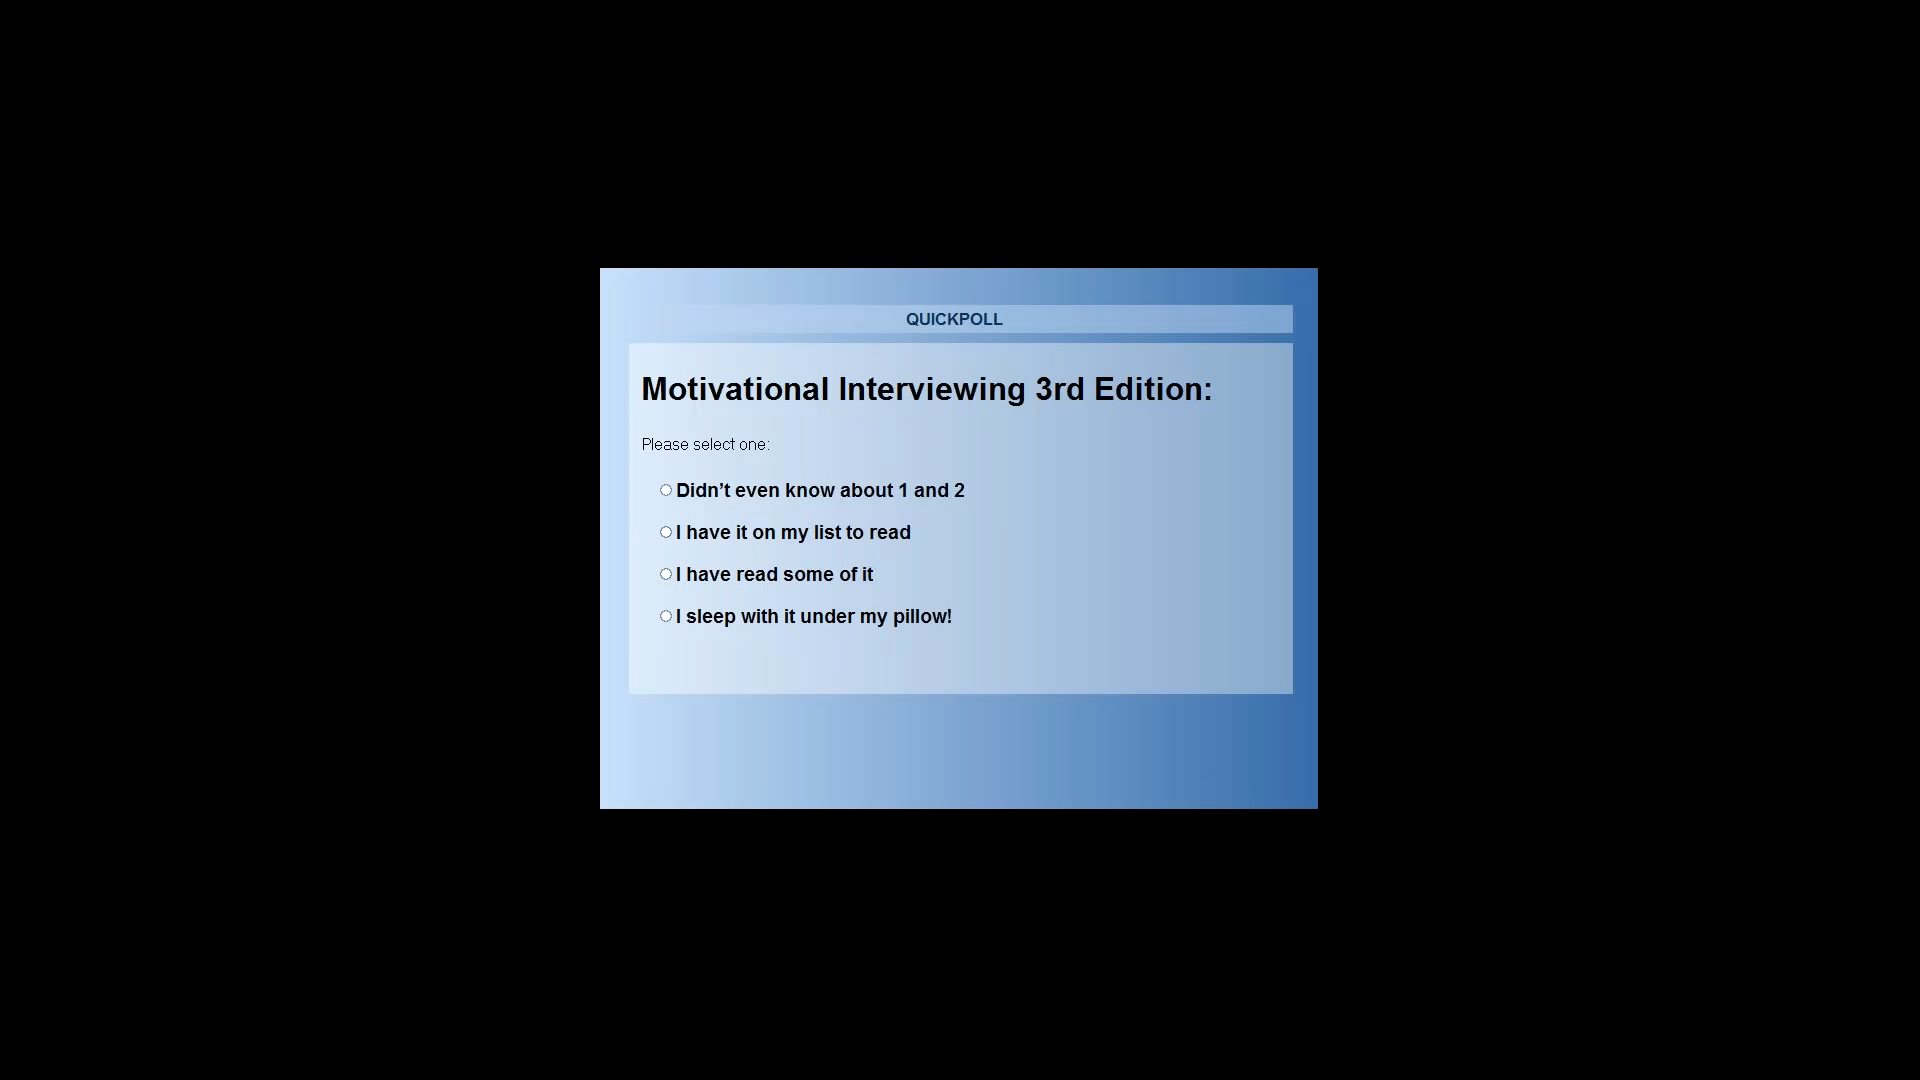 QUICKPOLL
Motivational Interviewing 3rd Edition:
Please select one:
Didn’t even know about 1 and 2
I have it on my list to read
I have read some of it
I sleep with it under my pillow!